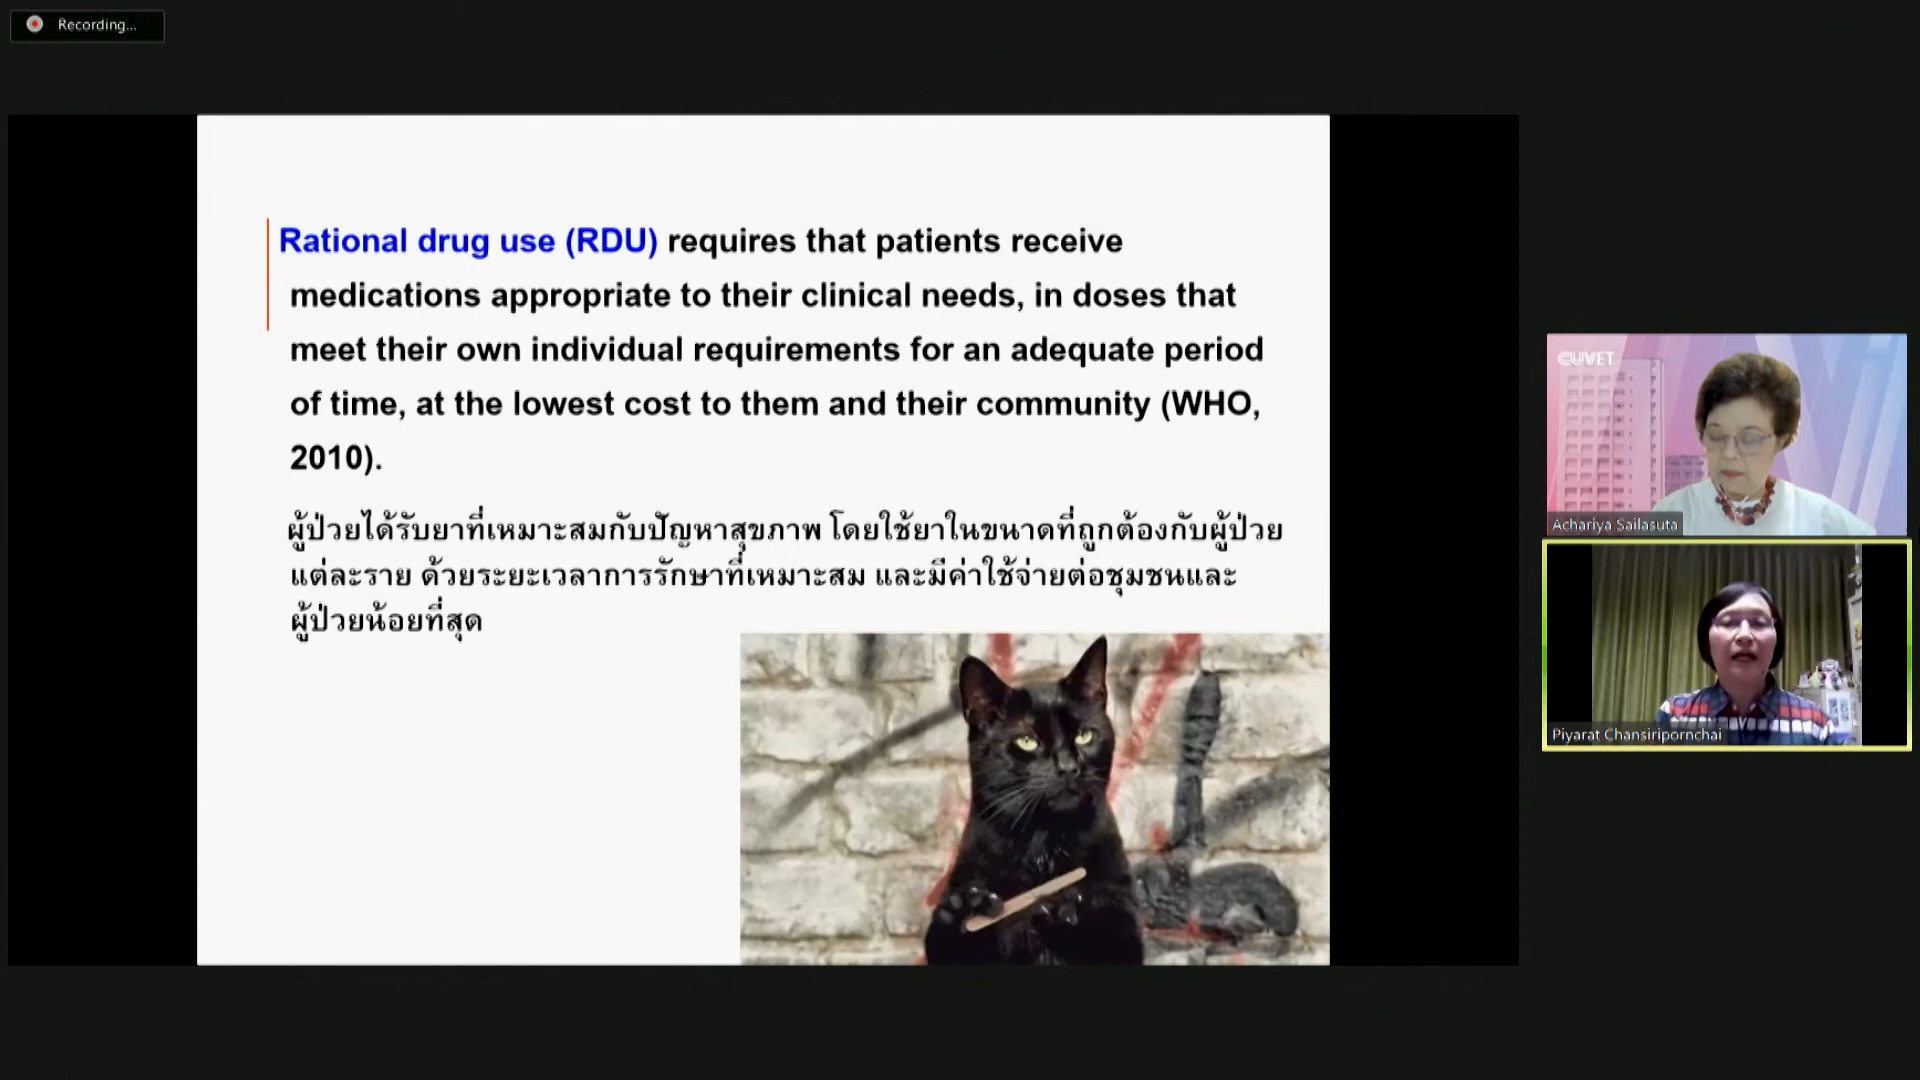 Recording...
Rational drug use (RDU) requires that patients receive
medications appropriate to their clinical needs, in doses that
meet their own individual requirements for an adequate period
of time, at the lowest cost to them and their community (WHO,
2010).
ผู้ป่วยได้รับยาที่เหมาะสมกับปัญหาสุขภาพ โดยใช้ยาในขนาดที่ถูกต้องกับผู้ป่วย
แต่ละราย ด้วยระยะเวลาการรักษาที่เหมาะสม และมีค่าใช้จ่ายต่อชุมชนและ
ผู้ป่วยน้อยที่สุด
CUVET
Achariya Sailasuta
Piyarat Chansiripornchai